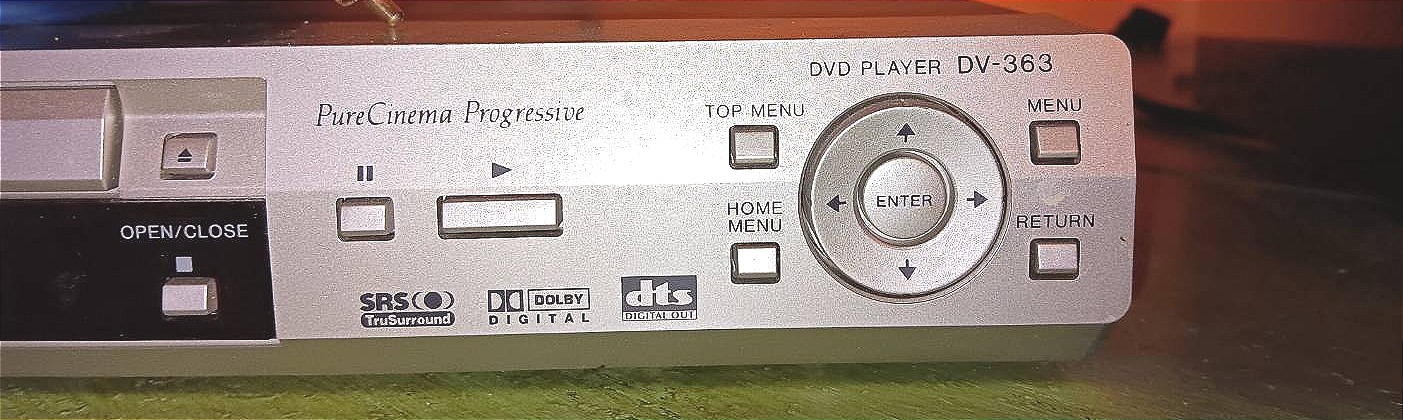 DVD PLAYER DV-363
PureCinema Progressive
TOP MENU
MENU
ENTER
HOME
MENU
RETURN
OPEN/CLOSE
SRS
TruSurround
DOLBY
DIGITAL
dts
DIGITAL OUT